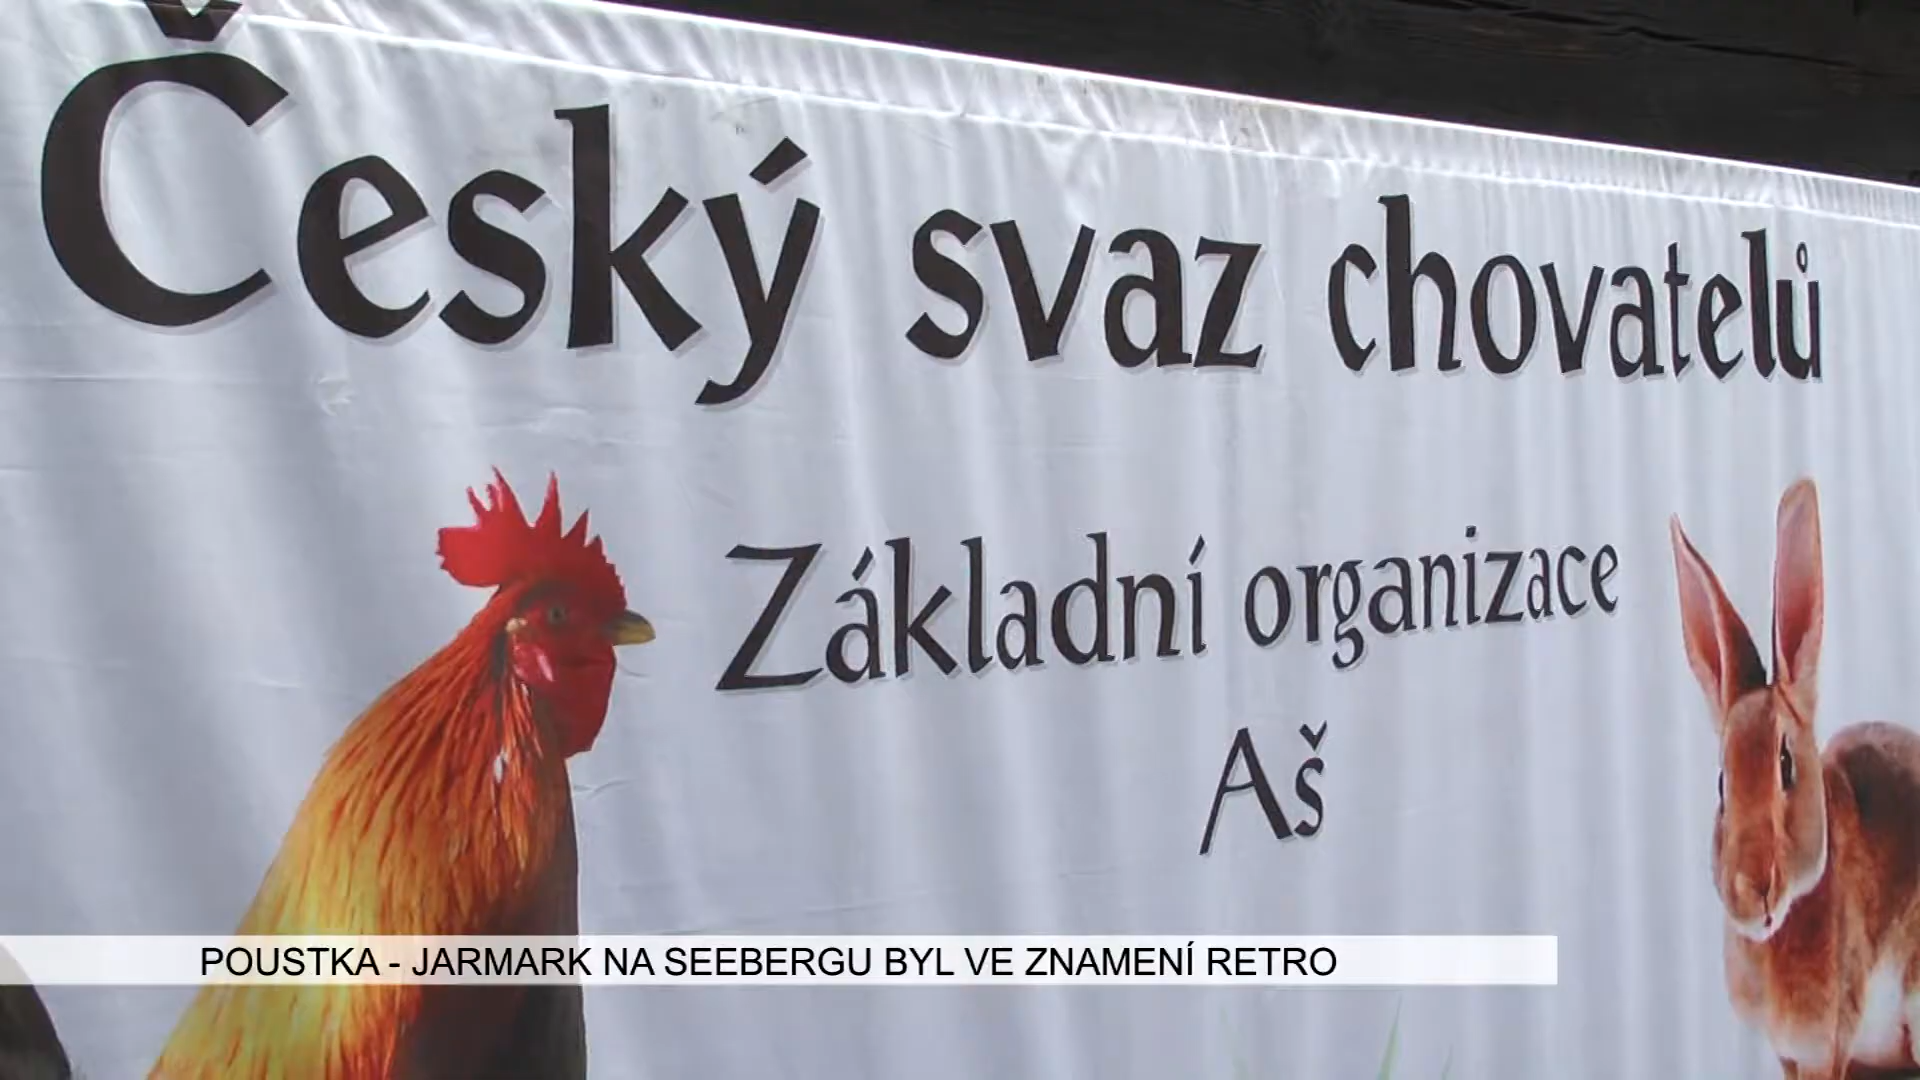 Český svaz chovatelů
Základní organizace
Aš
POUSTKA - JARMARK NA SEEBERGU BYL VE ZNAMENÍ RETRO